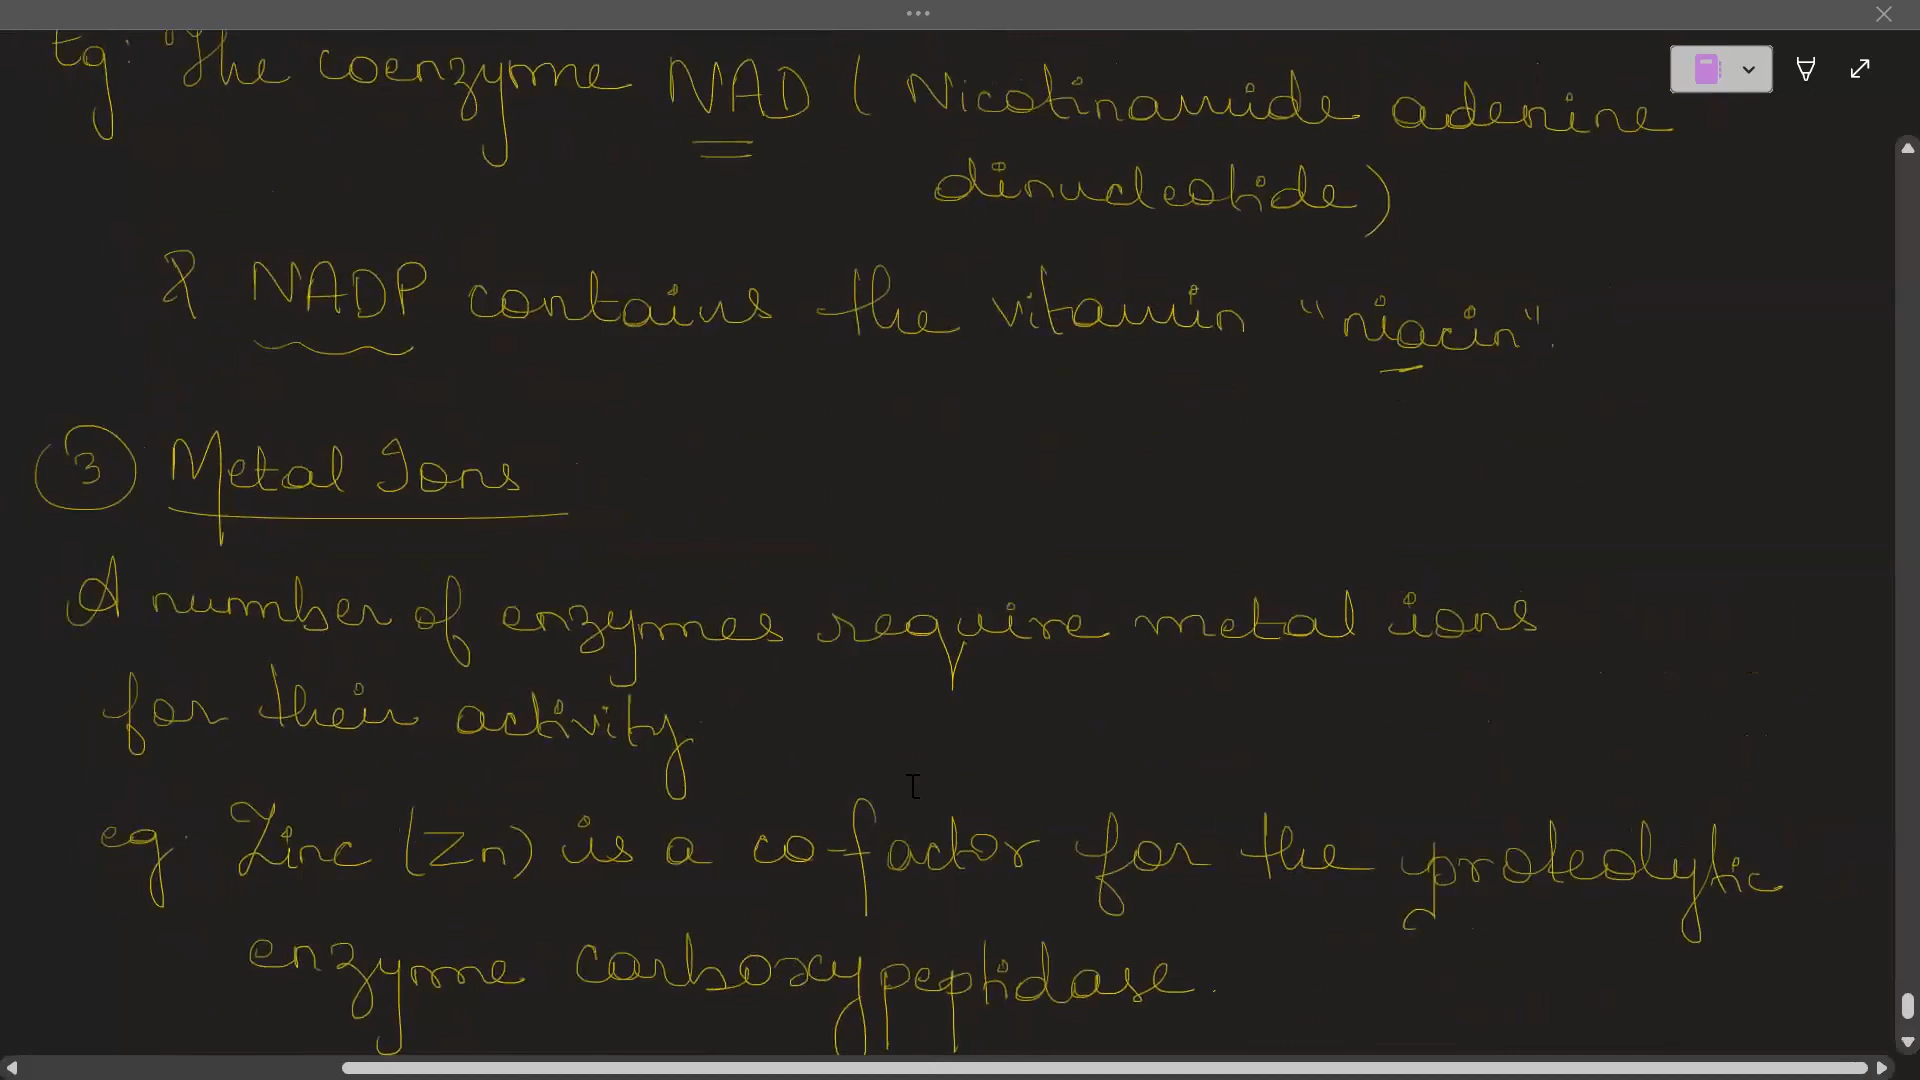 Eg: The coenzyme NAD ( Nicotinamide adenine
dinucleotide)
& NADP contains the vitamin "niacin".
3 Metal Ions
A number of enzymes require metal ions
for their activity
eg. Zinc (Zn) is a co-factor for the proteolytic
enzyme carboxypeptidase.